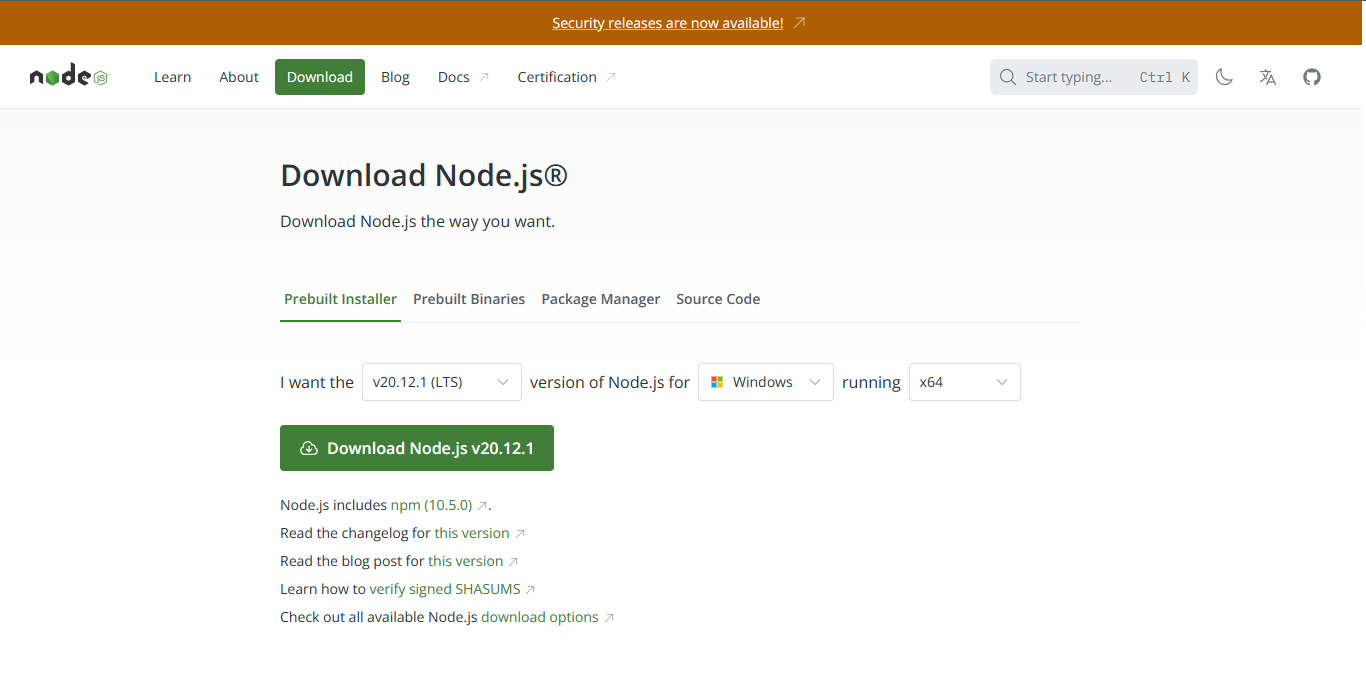 Security releases are now available!
node JS Learn About Download Blog Docs Certification Start typing... Ctrl K
Download Node.js®
Download Node.js the way you want.
Prebuilt Installer Prebuilt Binaries Package Manager Source Code
I want the v20.12.1 (LTS) version of Node.js for Windows running x64
Download Node.js v20.12.1
Node.js includes npm (10.5.0).
Read the changelog for this version
Read the blog post for this version
Learn how to verify signed SHASUMS
Check out all available Node.js download options